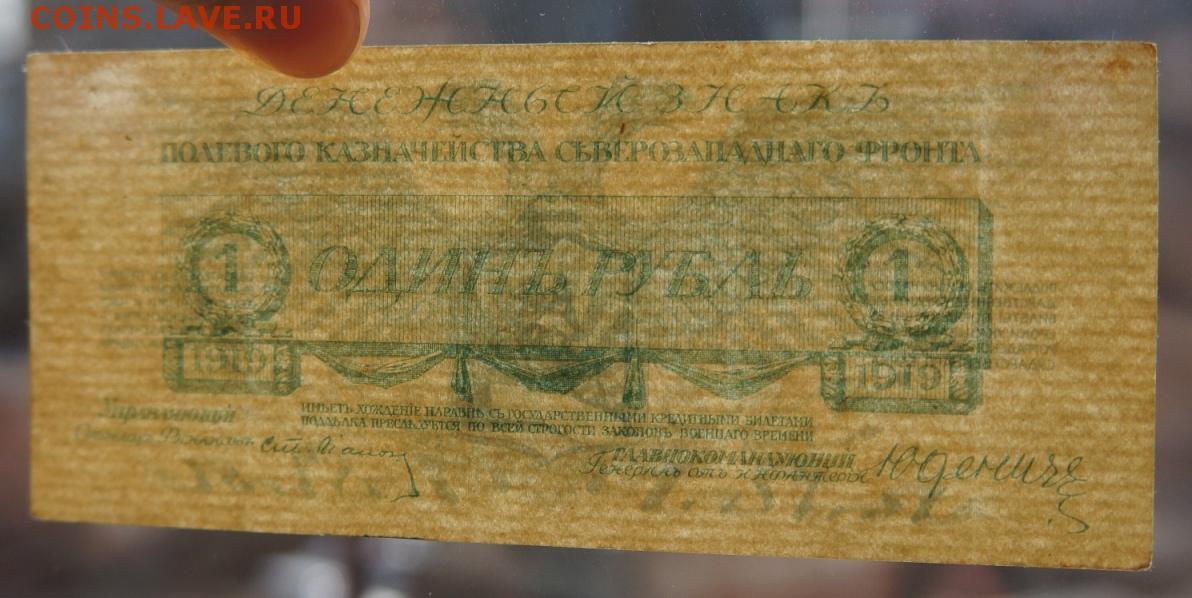 COINS.LAVE.RU
ДЕНЕЖНЫЙ ЗНАКЪ
ПОЛЕВОГО КАЗНАЧЕЙСТВА СѢВЕРОЗАПАДНАГО ФРОНТА
1 ОДИНЪ РУБЛЬ 1
1919 1919
ИМѢЕТЪ ХОЖДЕНІЕ НАРАВНѢ СЪ ГОСУДАРСТВЕННЫМИ КРЕДИТНЫМИ БИЛЕТАМИ
ПОДДѢЛКА ПРЕСЛѢДУЕТСЯ ПО ВСЕЙ СТРОГОСТИ ЗАКОНОВЪ ВОЕННАГО ВРЕМЕНИ
Управляющій
ГЛАВНОКОМАНДУЮЩІЙ
Генералъ отъ Инфантеріи Юденичъ